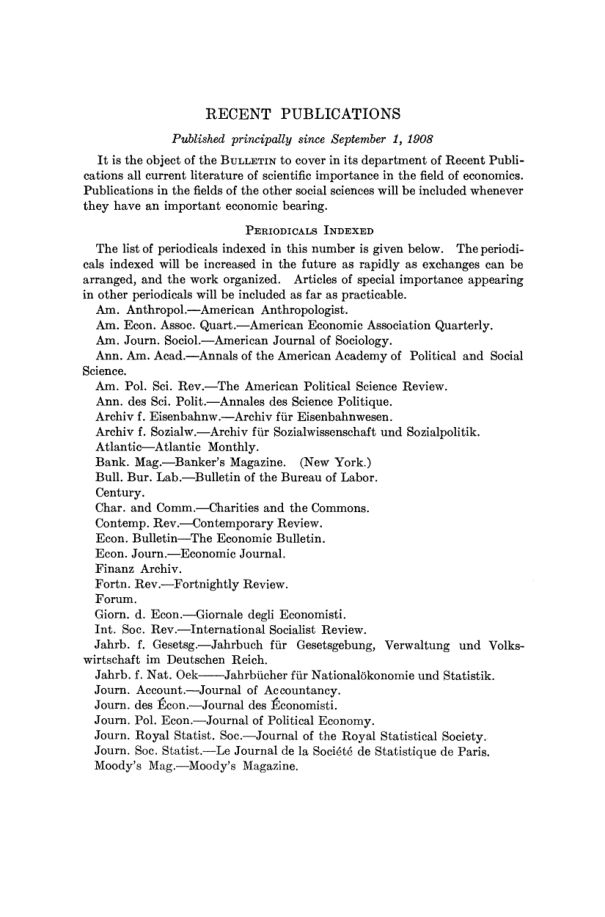 RECENT PUBLICATIONS
Published principally since September 1, 1908
It is the object of the BULLETIN to cover in its department of Recent Publi-
cations all current literature of scientific importance in the field of economics.
Publications in the fields of the other social sciences will be included whenever
they have an important economic bearing.
PERIODICALS INDEXED
The list of periodicals indexed in this number is given below. The periodi-
cals indexed will be increased in the future as rapidly as exchanges can be
arranged, and the work organized. Articles of special importance appearing
in other periodicals will be included as far as practicable.
Am. Anthropol.—American Anthropologist.
Am. Econ. Assoc. Quart.—American Economic Association Quarterly.
Am. Journ. Sociol.—American Journal of Sociology.
Ann. Am. Acad.—Annals of the American Academy of Political and Social
Science.
Am. Pol. Sci. Rev.—The American Political Science Review.
Ann. des Sci. Polit.—Annales des Science Politique.
Archiv f. Eisenbahnw.—Archiv für Eisenbahnwesen.
Archiv f. Sozialw.—Archiv für Sozialwissenschaft und Sozialpolitik.
Atlantic—Atlantic Monthly.
Bank. Mag.—Banker's Magazine. (New York.)
Bull. Bur. Lab.—Bulletin of the Bureau of Labor.
Century.
Char. and Comm.—Charities and the Commons.
Contemp. Rev.—Contemporary Review.
Econ. Bulletin—The Economic Bulletin.
Econ. Journ.—Economic Journal.
Finanz Archiv.
Fortn. Rev.—Fortnightly Review.
Forum.
Giorn. d. Econ.—Giornale degli Economisti.
Int. Soc. Rev.—International Socialist Review.
Jahrb. f. Gesetsg.—Jahrbuch für Gesetsgebung, Verwaltung und Volks-
wirtschaft im Deutschen Reich.
Jahrb. f. Nat. Oek——Jahrbücher für Nationalökonomie und Statistik.
Journ. Account.—Journal of Accountancy.
Journ. des Écon.—Journal des Économisti.
Journ. Pol. Econ.—Journal of Political Economy.
Journ. Royal Statist. Soc.—Journal of the Royal Statistical Society.
Journ. Soc. Statist.—Le Journal de la Société de Statistique de Paris.
Moody's Mag.—Moody's Magazine.